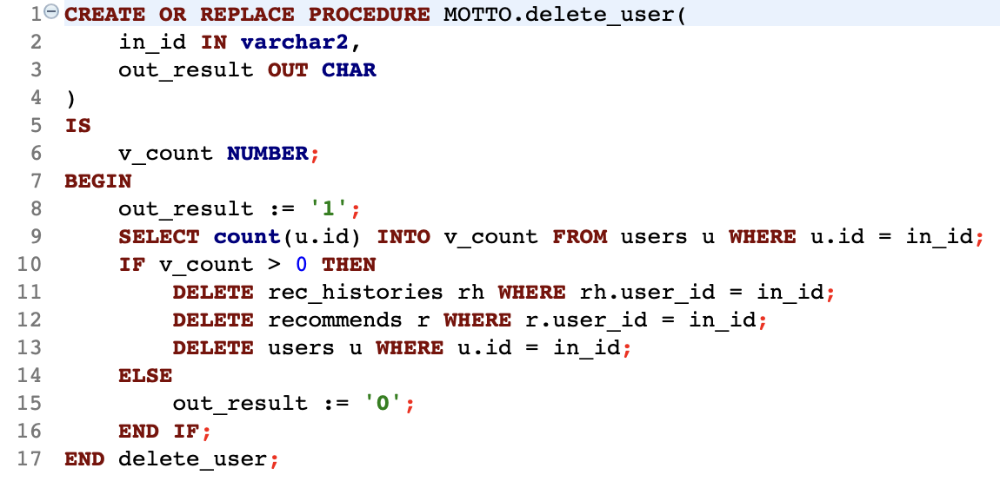 1 CREATE OR REPLACE PROCEDURE MOTTO.delete_user(
2     in_id IN varchar2,
3     out_result OUT CHAR
4 )
5 IS
6     v_count NUMBER;
7 BEGIN
8     out_result := '1';
9     SELECT count(u.id) INTO v_count FROM users u WHERE u.id = in_id;
10     IF v_count > 0 THEN
11         DELETE rec_histories rh WHERE rh.user_id = in_id;
12         DELETE recommends r WHERE r.user_id = in_id;
13         DELETE users u WHERE u.id = in_id;
14     ELSE
15         out_result := '0';
16     END IF;
17 END delete_user;